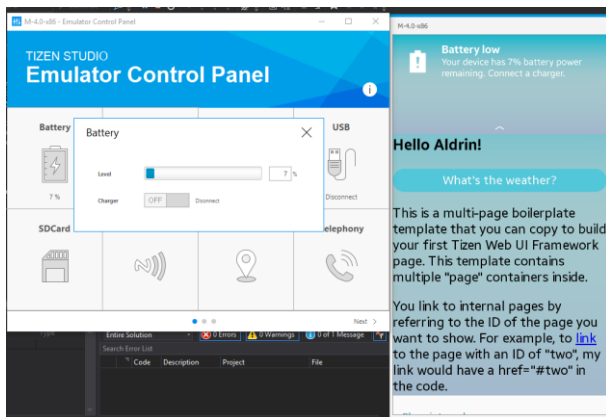 M-4.0-x86 - Emulator Control Panel
TIZEN STUDIO
Emulator Control Panel
Battery
USB
Battery
Level
7 %
Charger
OFF
Disconnect
7 %
Disconnect
SDCard
elephony
Next >
Entire Solution
0 Errors
0 Warnings
0 of 1 Message
Search Error List
Code Description Project File
M-4.0-x86
Battery low
Your device has 7% battery power
remaining. Connect a charger.
Hello Aldrin!
What's the weather?
This is a multi-page boilerplate
template that you can copy to build
your first Tizen Web UI Framework
page. This template contains
multiple "page" containers inside.
You link to internal pages by
referring to the ID of the page you
want to show. For example, to link
to the page with an ID of "two", my
link would have a href="#two" in
the code.